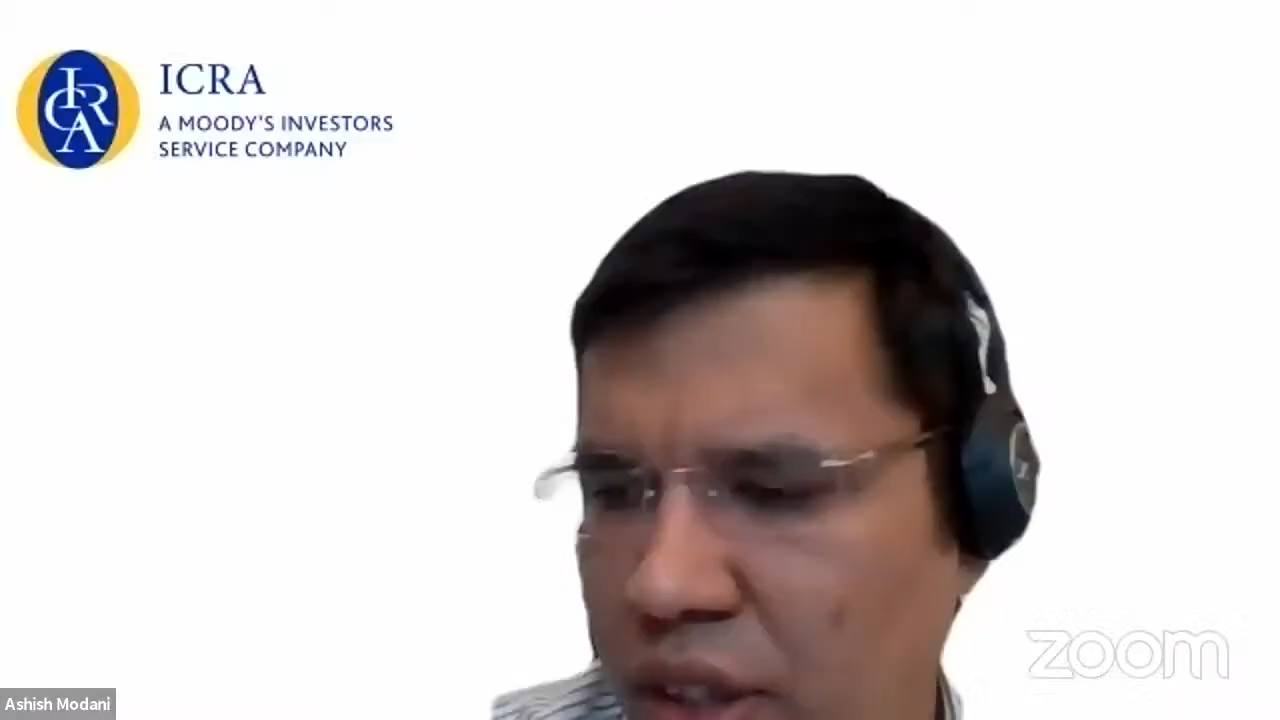 ICRA
ICRA
A MOODY'S INVESTORS
SERVICE COMPANY
zoom
Ashish Modani